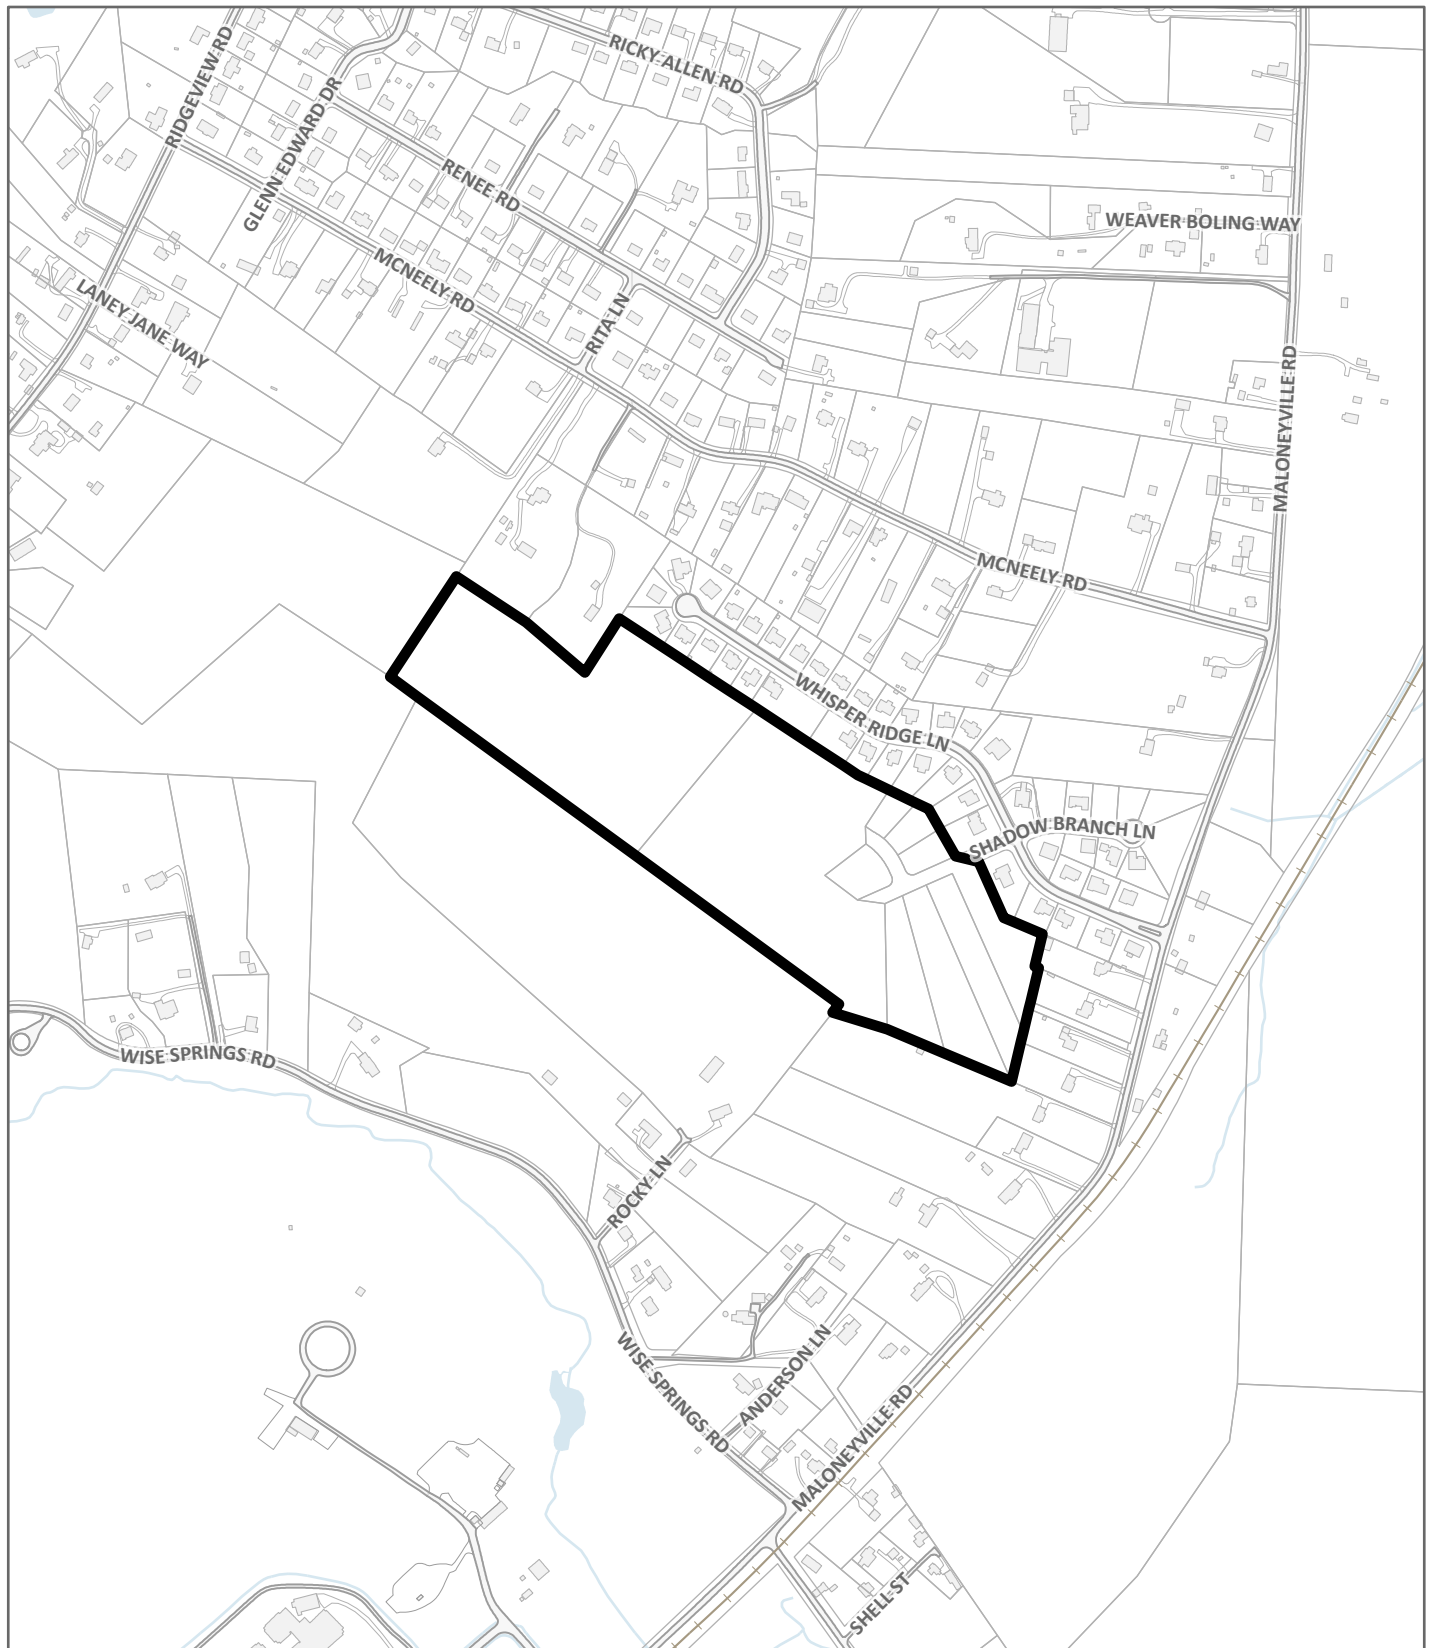 RICKY ALLEN RD
RIDGEVIEW RD
GLENN EDWARD DR
RENEE RD
WEAVER BOLING WAY
MCNEELY RD
LANEY JANE WAY
RITA LN
MALONEYVILLE RD
MCNEELY RD
WHISPER RIDGE LN
SHADOW BRANCH LN
WISE SPRINGS RD
ROCKY LN
WISE SPRINGS RD
ANDERSON LN
MALONEYVILLE RD
SHELL ST